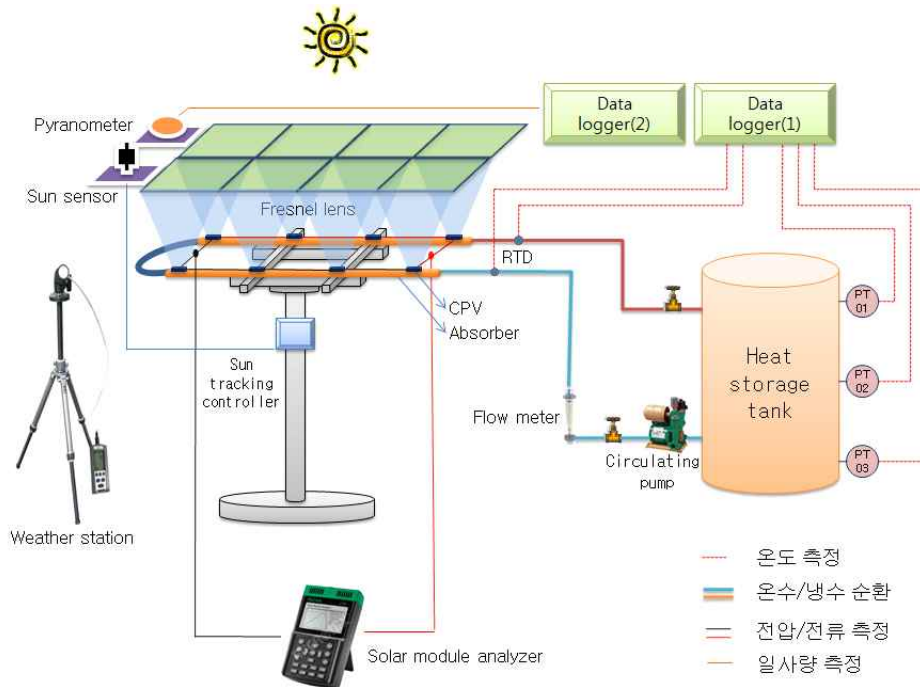 Data
logger(2)
Data
logger(1)
Pyranometer
Sun sensor
Fresnel lens
RTD
CPV
Absorber
Sun
tracking
controller
Heat
storage
tank
PT
01
PT
02
PT
03
Flow meter
Circulating
pump
Weather station
Solar module analyzer
온도 측정
온수/냉수 순환
전압/전류 측정
일사량 측정